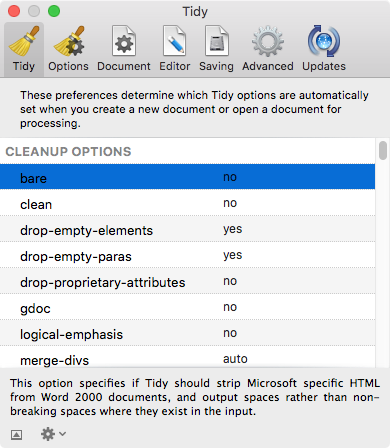 Tidy
Tidy Options Document Editor Saving Advanced Updates
These preferences determine which Tidy options are automatically
set when you create a new document or open a document for
processing.
CLEANUP OPTIONS
bare no
clean no
drop-empty-elements yes
drop-empty-paras yes
drop-proprietary-attributes no
gdoc no
logical-emphasis no
merge-divs auto
This option specifies if Tidy should strip Microsoft specific HTML
from Word 2000 documents, and output spaces rather than non-
breaking spaces where they exist in the input.